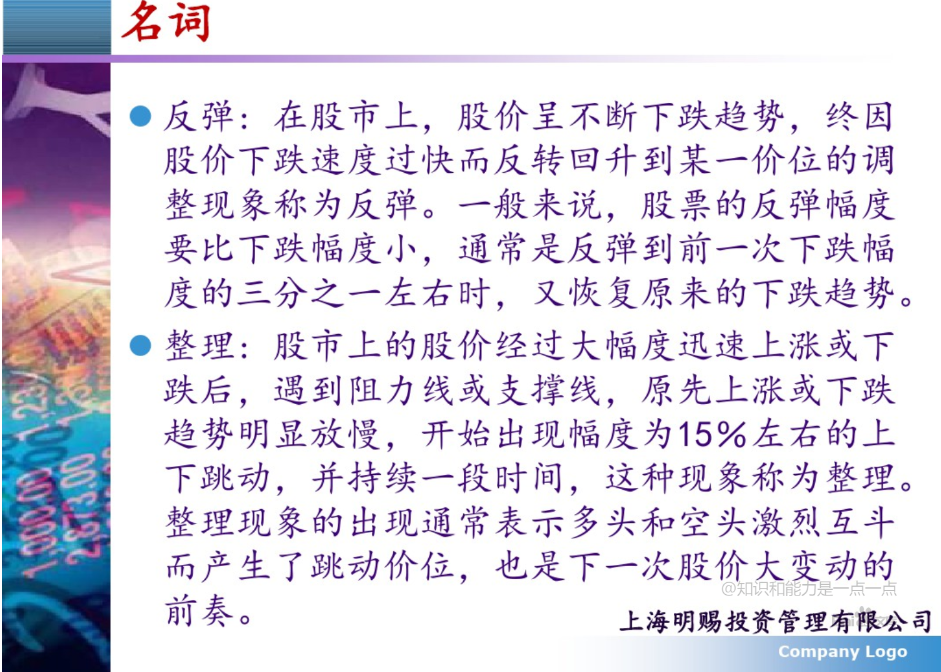 名词
反弹：在股市上，股价呈不断下跌趋势，终因
股价下跌速度过快而反转回升到某一价位的调
整现象称为反弹。一般来说，股票的反弹幅度
要比下跌幅度小，通常是反弹到前一次下跌幅
度的三分之一左右时，又恢复原来的下跌趋势。
整理：股市上的股价经过大幅度迅速上涨或下
跌后，遇到阻力线或支撑线，原先上涨或下跌
趋势明显放慢，开始出现幅度为15%左右的上
下跳动，并持续一段时间，这种现象称为整理。
整理现象的出现通常表示多头和空头激烈互斗
而产生了跳动价位，也是下一次股价大变动的
前奏。
@知识和能力是一点一点
上海明赐投资管理有限公司
Company Logo
1,000.00
2,673.00